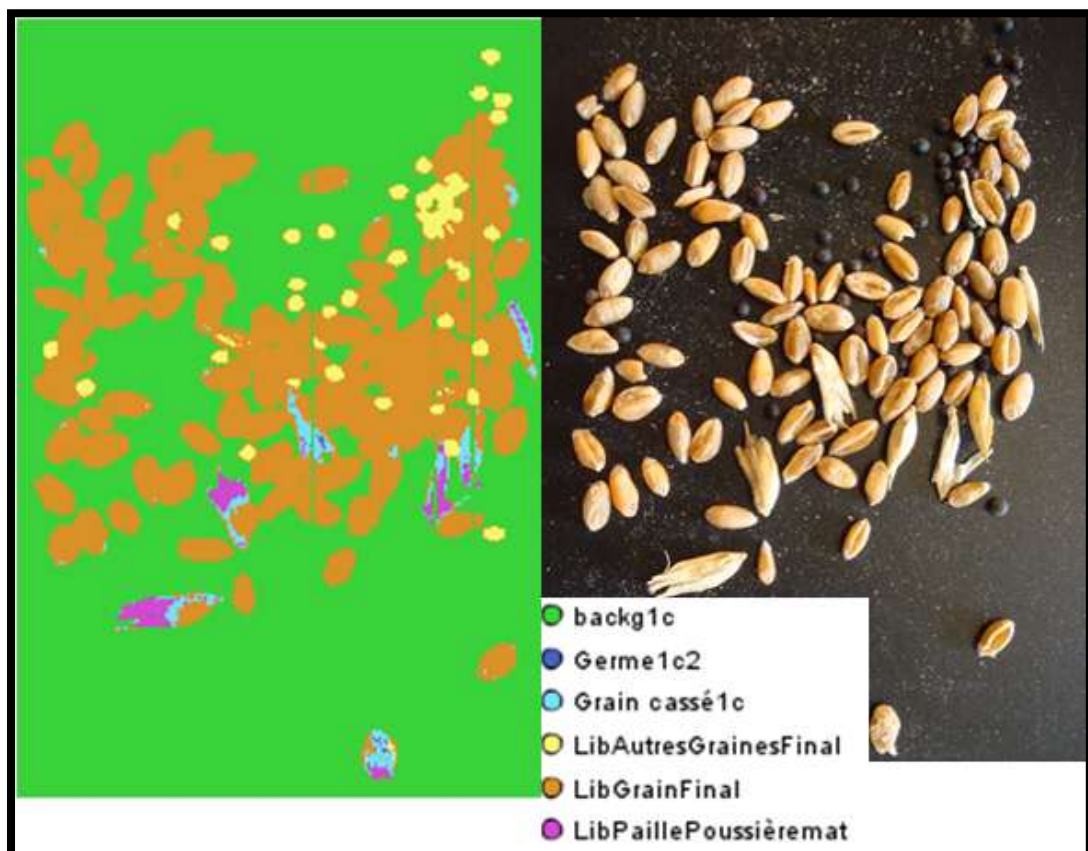 backg1c
Germe1c2
Grain cassé1c
LibAutresGrainesFinal
LibGrainFinal
LibPaillePoussièremat